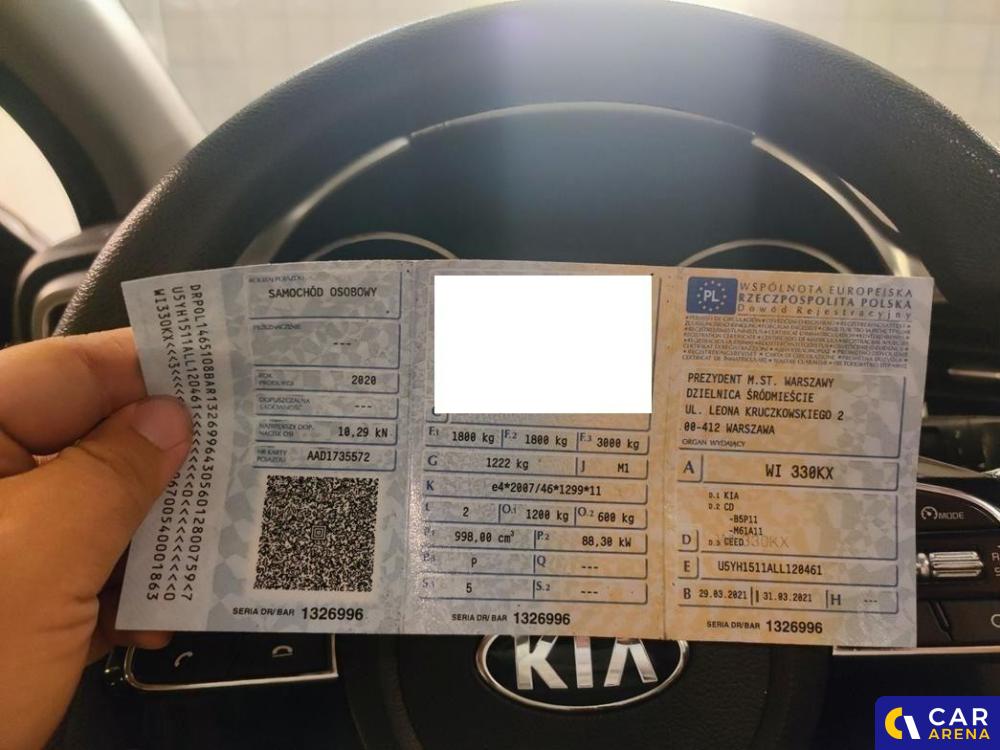 DRPOL1465108BAR1326996430560128007 59<7
U5YH1511ALL120461<<<<<
WI330KX<<<3<<<
KODZAJ POJAZDU
SAMOCHÓD OSOBOWY
PRZEZNACZENIE
---
ROK PRODUKCJI
2020
DOPUSZCZALNA ŁADOWNOŚĆ
---
NAJWIĘKSZY DOP. NACISK OSI
10,29 kN
NR KARTY POJAZDU
AAD1735572
SERIA DR/BAR 1326996
F.1 1800 kg F.2 1800 kg F.3 3000 kg
G 1222 kg J M1
K e4*2007/46*1299*11
L 2 O.1 1200 kg O.2 600 kg
P.1 998,00 cm³ P.2 88,30 kW
P.3 P Q ---
S.1 5 S.2 ---
SERIA DR/BAR 1326996
PL
WSPÓLNOTA EUROPEJSKA
RZECZPOSPOLITA POLSKA
Dowód Rejestracyjny
PREZYDENT M.ST. WARSZAWY
DZIELNICA ŚRÓDMIEŚCIE
UL. LEONA KRUCZKOWSKIEGO 2
00-412 WARSZAWA
ORGAN WYDAJĄCY
A WI 330KX
D.1 KIA
D.2 CD
-B5P11
-M61A11
D D.3 CEED
E U5YH1511ALL120461
B 29.03.2021 I 31.03.2021 H ---
SERIA DR/BAR 1326996
MODE
KIA
CAR
ARENA